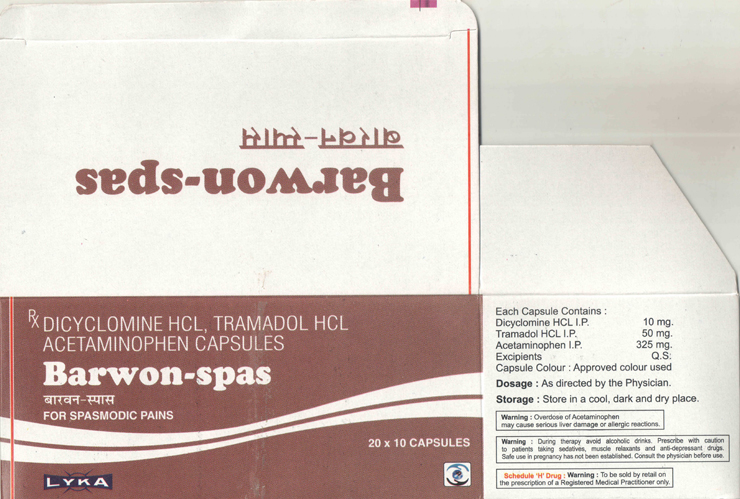 बारवन-स्पास
Barwon-spas
Rx DICYCLOMINE HCL, TRAMADOL HCL
ACETAMINOPHEN CAPSULES
Barwon-spas
बारवन-स्पास
FOR SPASMODIC PAINS
20 x 10 CAPSULES
LYKA
Each Capsule Contains :
Dicyclomine HCL I.P. 10 mg.
Tramadol HCL I.P. 50 mg.
Acetaminophen I.P. 325 mg.
Excipients Q.S.
Capsule Colour : Approved colour used
Dosage : As directed by the Physician.
Storage : Store in a cool, dark and dry place.
Warning : Overdose of Acetaminophen
may cause serious liver damage or allergic reactions.
Warning : During therapy avoid alcoholic drinks. Prescribe with caution
to patients taking sedatives, muscle relaxants and anti-depressant drugs.
Safe use in pregnancy has not been established. Consult the physician before use.
Schedule 'H' Drug : Warning : To be sold by retail on
the prescription of a Registered Medical Practitioner only.